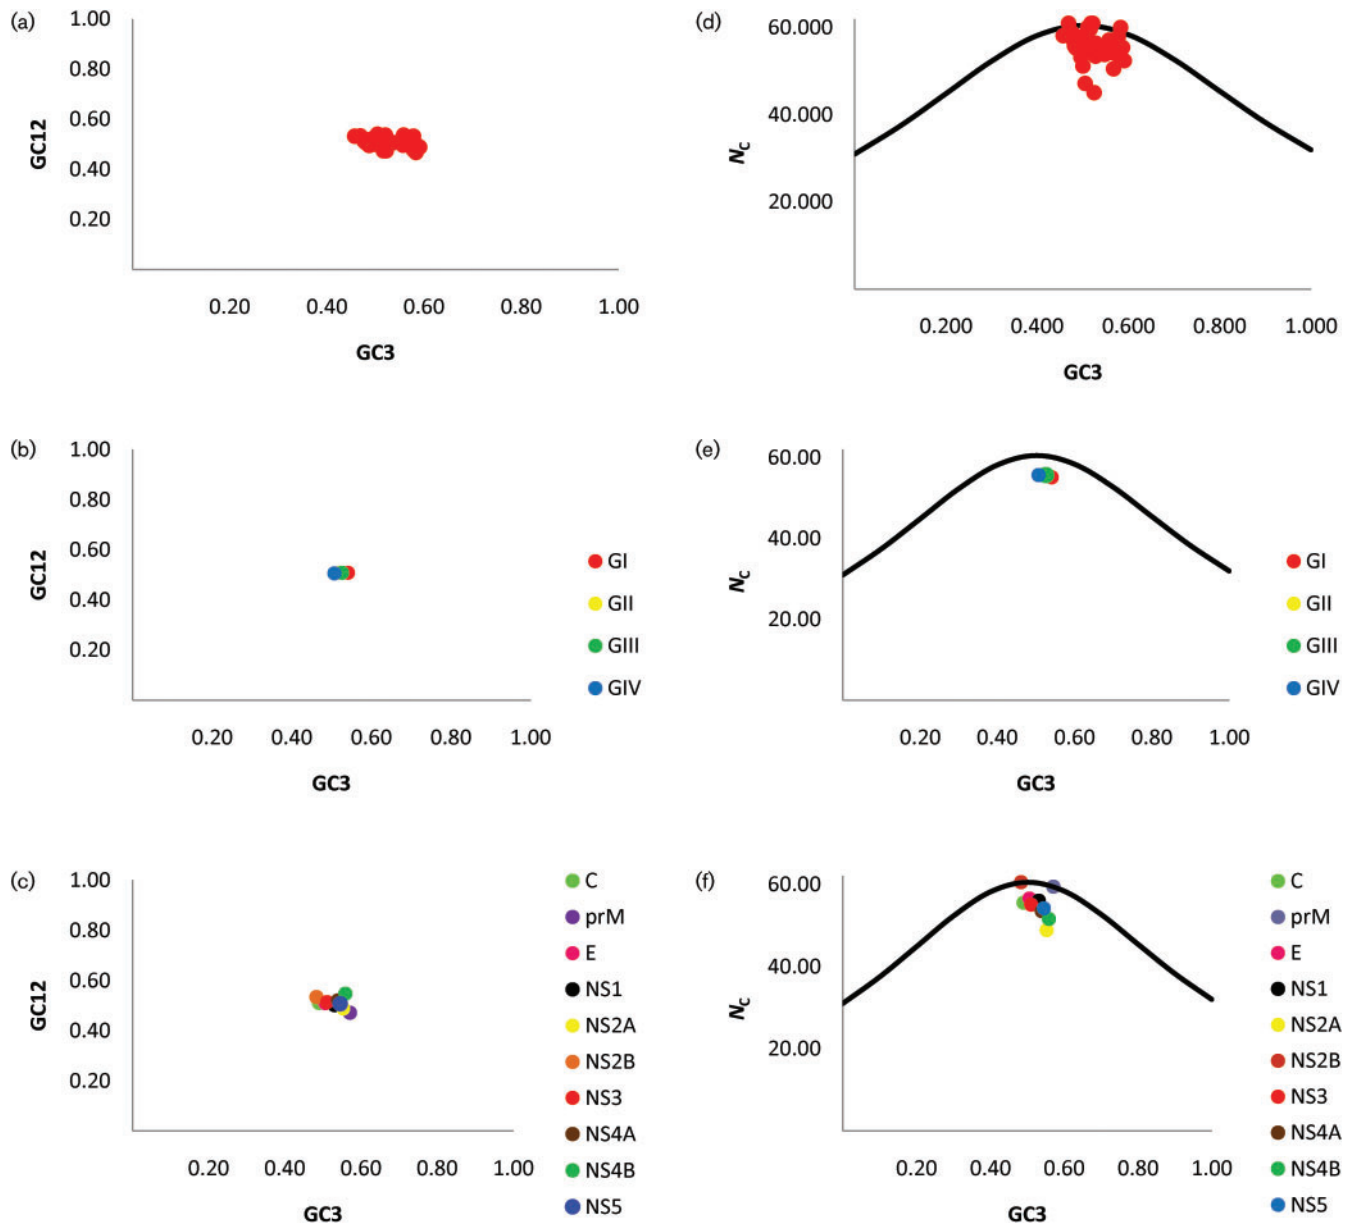 (a)
1.00
0.80
0.60
0.40
0.20
GC12
0.20 0.40 0.60 0.80 1.00
GC3
(d)
60.000
40.000
20.000
Nc
0.200 0.400 0.600 0.800 1.000
GC3
(b)
1.00
0.80
0.60
0.40
0.20
GC12
0.20 0.40 0.60 0.80 1.00
GC3
GI
GII
GIII
GIV
(e)
60.00
40.00
20.00
Nc
0.20 0.40 0.60 0.80 1.00
GC3
GI
GII
GIII
GIV
(c)
1.00
0.80
0.60
0.40
0.20
GC12
0.20 0.40 0.60 0.80 1.00
GC3
C
prM
E
NS1
NS2A
NS2B
NS3
NS4A
NS4B
NS5
(f)
60.00
40.00
20.00
Nc
0.20 0.40 0.60 0.80 1.00
GC3
C
prM
E
NS1
NS2A
NS2B
NS3
NS4A
NS4B
NS5